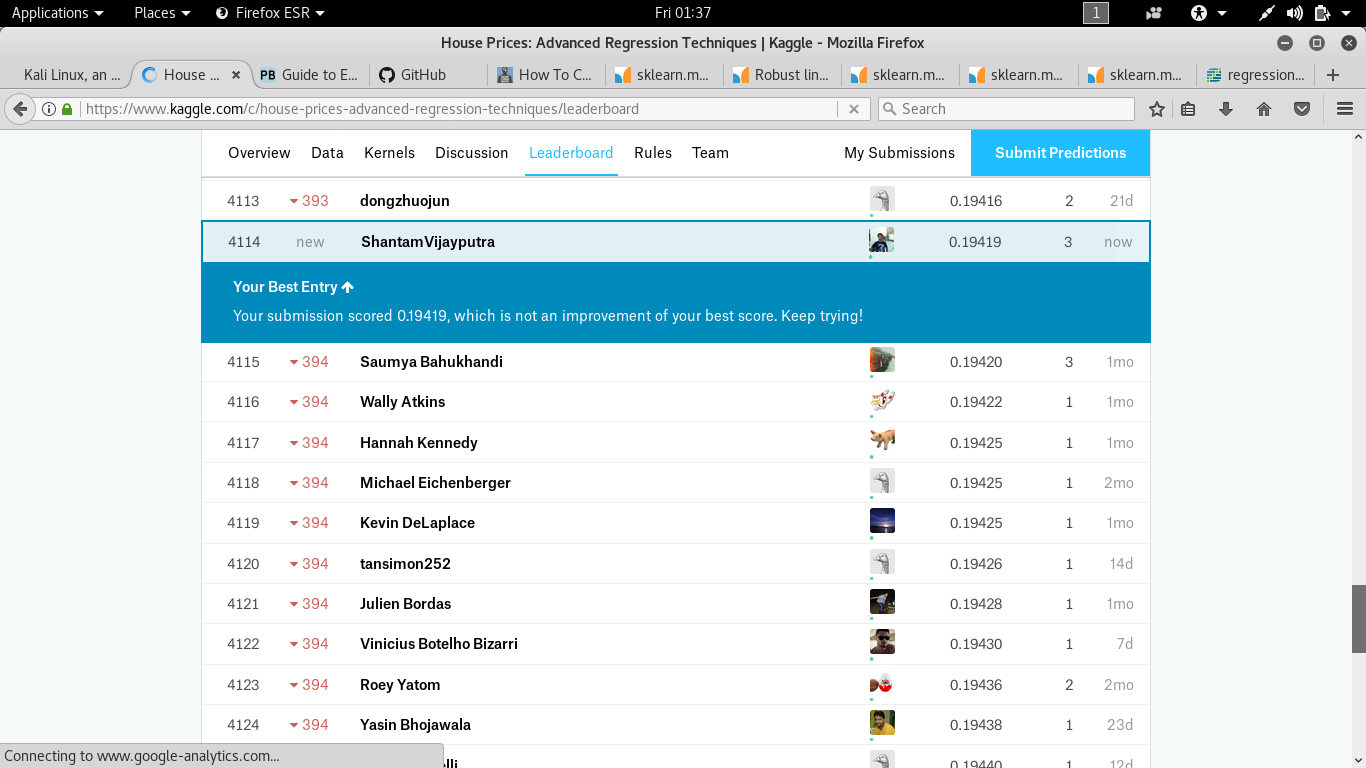 Applications Places Firefox ESR Fri 01:37 1
House Prices: Advanced Regression Techniques | Kaggle - Mozilla Firefox
Kali Linux, an ... House ... PB Guide to E... GitHub How To C... sklearn.m... Robust lin... sklearn.m... sklearn.m... sklearn.m... regression...
https://www.kaggle.com/c/house-prices-advanced-regression-techniques/leaderboard Search
Overview Data Kernels Discussion Leaderboard Rules Team My Submissions Submit Predictions
4113 393 dongzhuojun 0.19416 2 21d
4114 new ShantamVijayputra 0.19419 3 now
Your Best Entry
Your submission scored 0.19419, which is not an improvement of your best score. Keep trying!
4115 394 Saumya Bahukhandi 0.19420 3 1mo
4116 394 Wally Atkins 0.19422 1 1mo
4117 394 Hannah Kennedy 0.19425 1 1mo
4118 394 Michael Eichenberger 0.19425 1 2mo
4119 394 Kevin DeLaplace 0.19425 1 1mo
4120 394 tansimon252 0.19426 1 14d
4121 394 Julien Bordas 0.19428 1 1mo
4122 394 Vinicius Botelho Bizarri 0.19430 1 7d
4123 394 Roey Yatom 0.19436 2 2mo
4124 394 Yasin Bhojawala 0.19438 1 23d
Connecting to www.google-analytics.com... 0.19440 1 12d